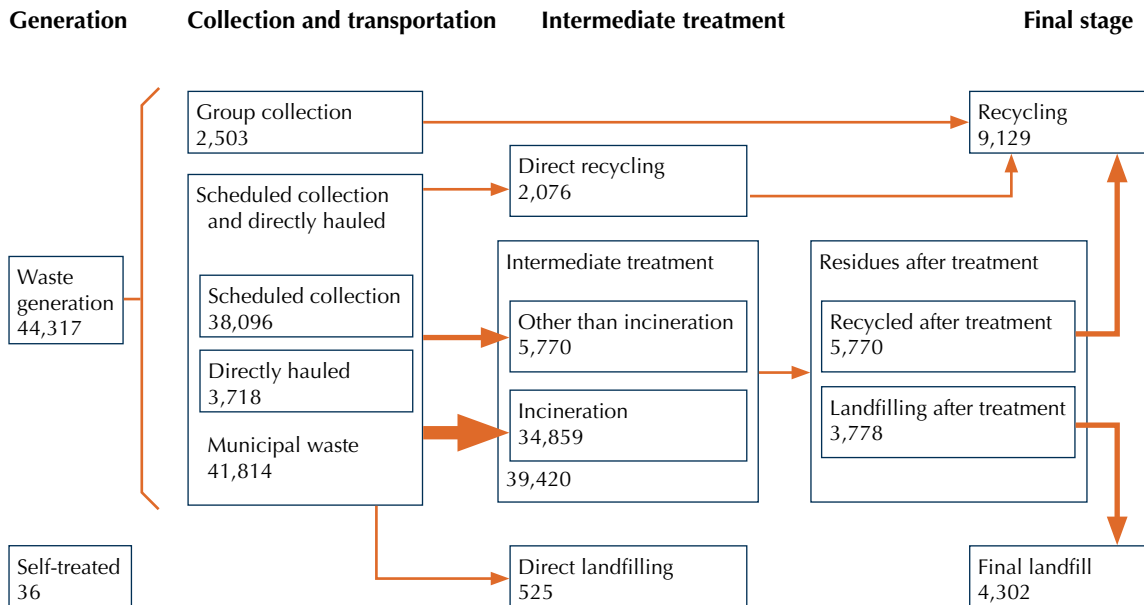 Generation
Collection and transportation
Intermediate treatment
Final stage
Group collection
2,503
Recycling
9,129
Direct recycling
2,076
Scheduled collection
and directly hauled
Waste
generation
44,317
Scheduled collection
38,096
Directly hauled
3,718
Municipal waste
41,814
Intermediate treatment
Other than incineration
5,770
Incineration
34,859
39,420
Residues after treatment
Recycled after treatment
5,770
Landfilling after treatment
3,778
Self-treated
36
Direct landfilling
525
Final landfill
4,302